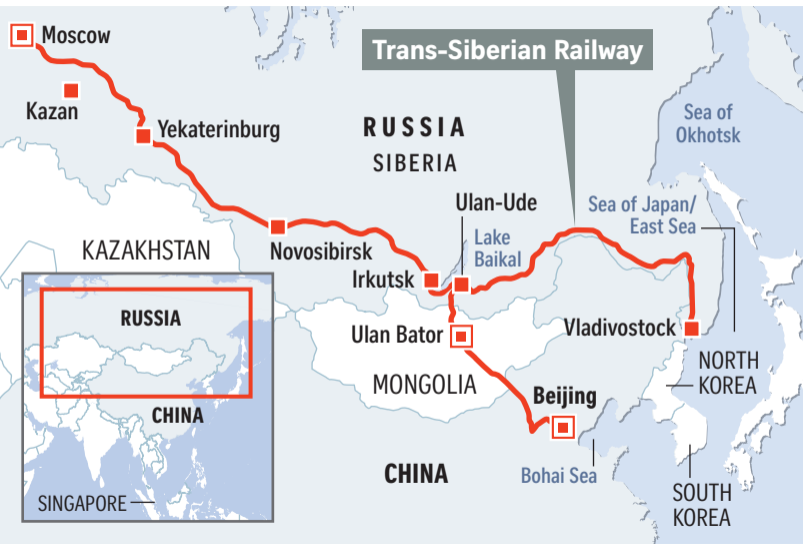 Moscow
Trans-Siberian Railway
Kazan
Yekaterinburg
RUSSIA
SIBERIA
Sea of
Okhotsk
Ulan-Ude
Sea of Japan/
East Sea
KAZAKHSTAN
Novosibirsk
Lake
Baikal
Irkutsk
RUSSIA
Ulan Bator
Vladivostock
MONGOLIA
NORTH
KOREA
Beijing
CHINA
CHINA
Bohai Sea
SINGAPORE
SOUTH
KOREA